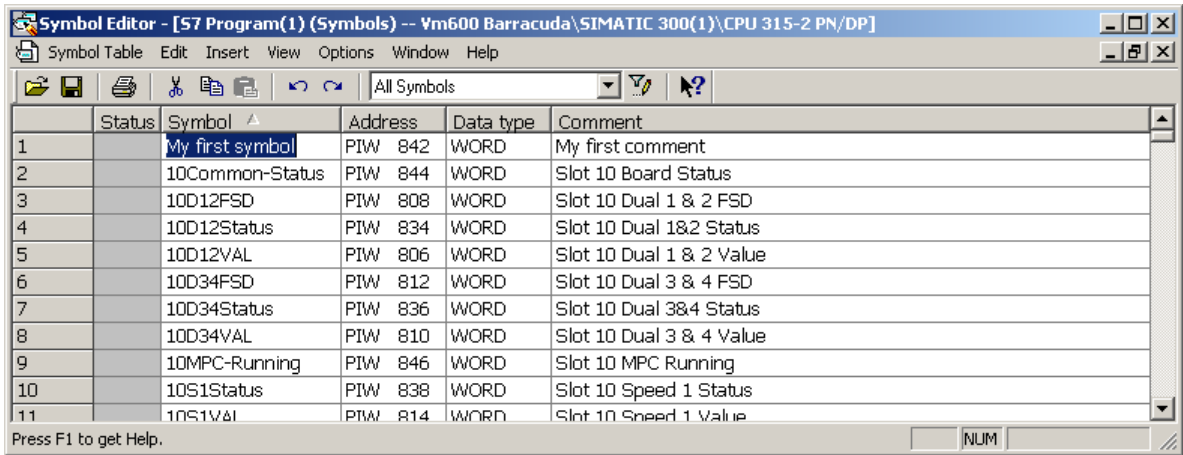 Symbol Editor - [S7 Program(1) (Symbols) -- Vm600 Barracuda\SIMATIC 300(1)\CPU 315-2 PN/DP]
Symbol Table Edit Insert View Options Window Help
All Symbols
Status Symbol Address Data type Comment
1 My first symbol PIW 842 WORD My first comment
2 10Common-Status PIW 844 WORD Slot 10 Board Status
3 10D12FSD PIW 808 WORD Slot 10 Dual 1 & 2 FSD
4 10D12Status PIW 834 WORD Slot 10 Dual 1&2 Status
5 10D12VAL PIW 806 WORD Slot 10 Dual 1 & 2 Value
6 10D34FSD PIW 812 WORD Slot 10 Dual 3 & 4 FSD
7 10D34Status PIW 836 WORD Slot 10 Dual 3&4 Status
8 10D34VAL PIW 810 WORD Slot 10 Dual 3 & 4 Value
9 10MPC-Running PIW 846 WORD Slot 10 MPC Running
10 10S1Status PIW 838 WORD Slot 10 Speed 1 Status
11 10S1VAL PIW 814 WORD Slot 10 Speed 1 Value
Press F1 to get Help. NUM